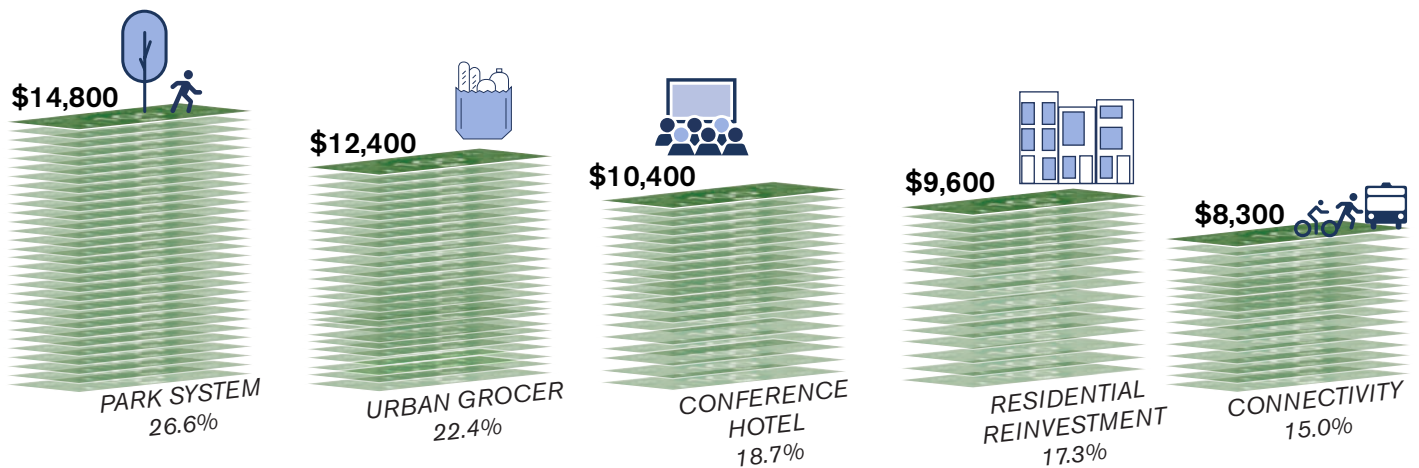 $14,800
PARK SYSTEM
26.6%
$12,400
URBAN GROCER
22.4%
$10,400
CONFERENCE
HOTEL
18.7%
$9,600
RESIDENTIAL
REINVESTMENT
17.3%
$8,300
CONNECTIVITY
15.0%